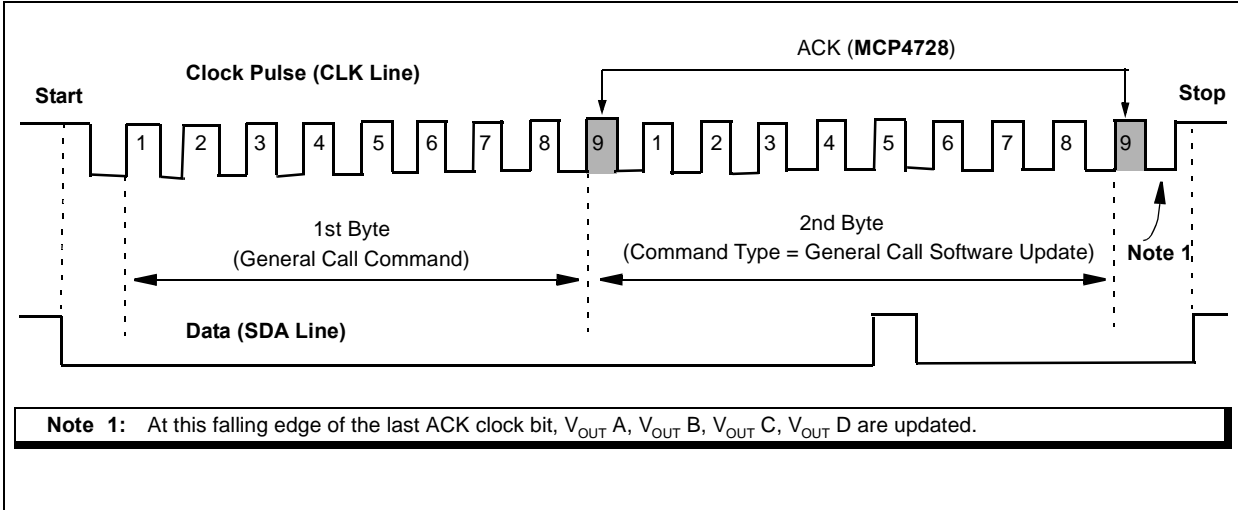 ACK (MCP4728)
Clock Pulse (CLK Line)
Start
Stop
1 2 3 4 5 6 7 8 9 1 2 3 4 5 6 7 8 9
1st Byte
(General Call Command)
2nd Byte
(Command Type = General Call Software Update)
Note 1
Data (SDA Line)
Note 1: At this falling edge of the last ACK clock bit, VOUT A, VOUT B, VOUT C, VOUT D are updated.